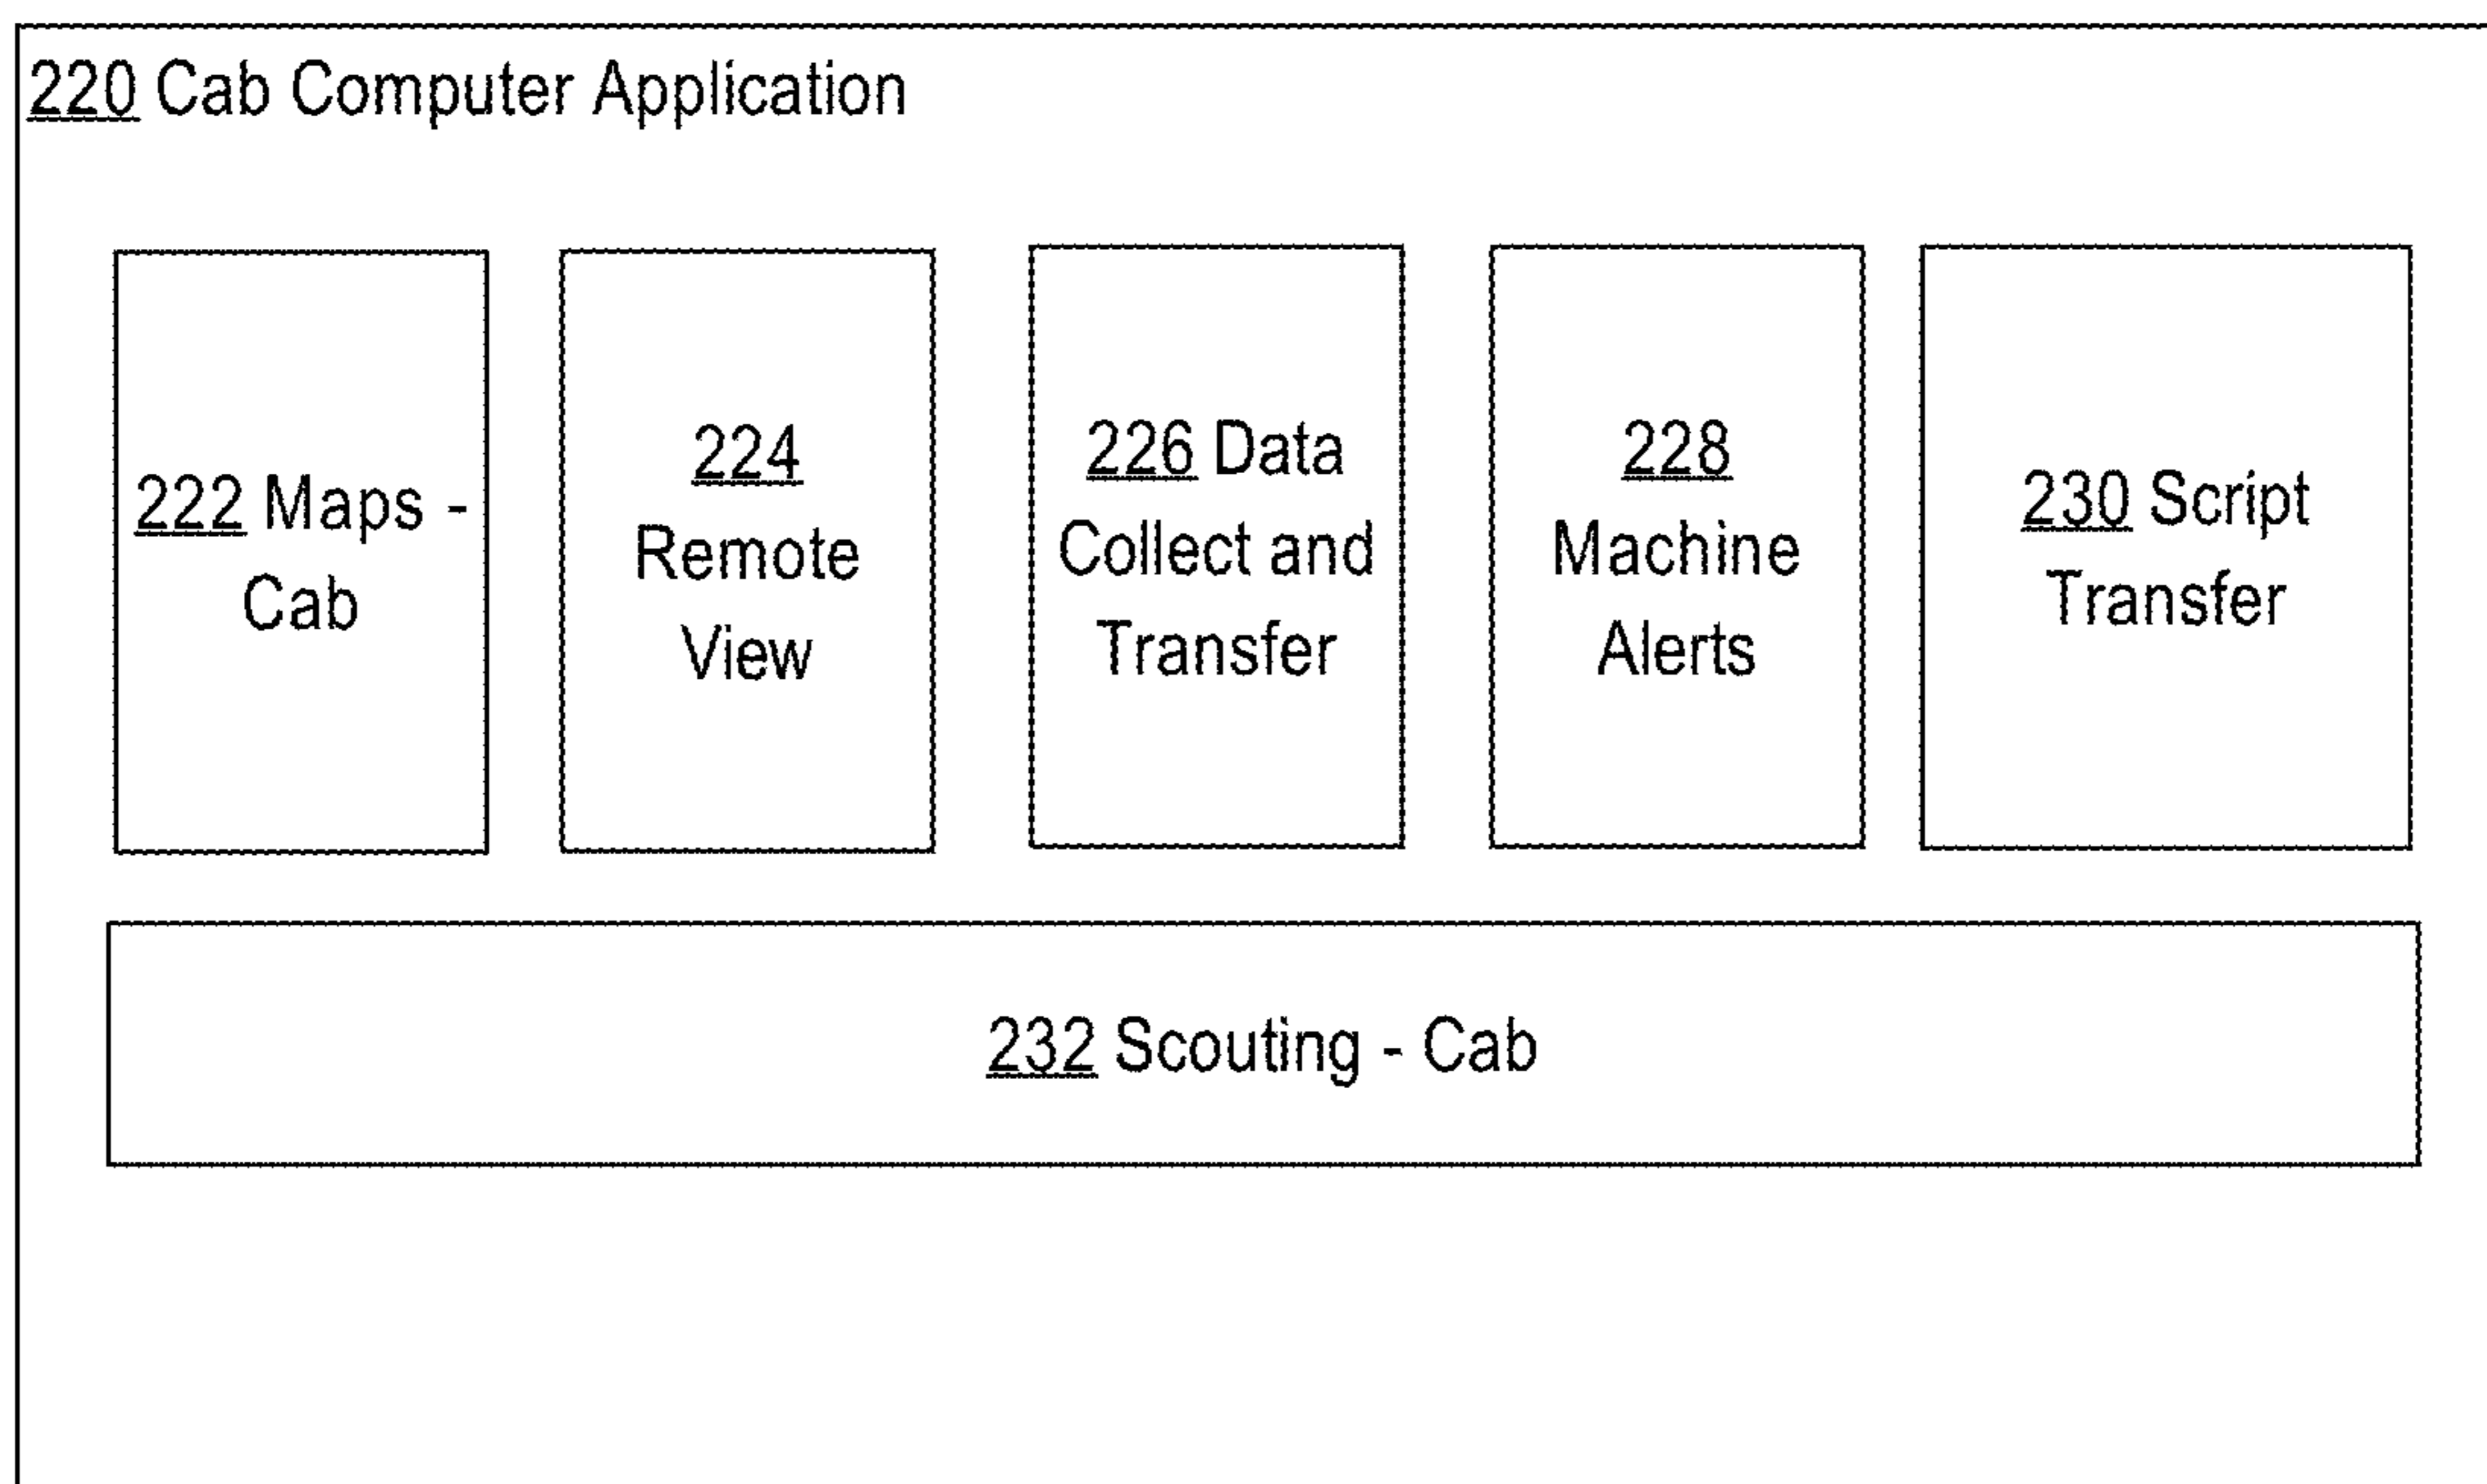 220 Cab Computer Application
222 Maps -
Cab
224
Remote
View
226 Data
Collect and
Transfer
228
Machine
Alerts
230 Script
Transfer
232 Scouting - Cab